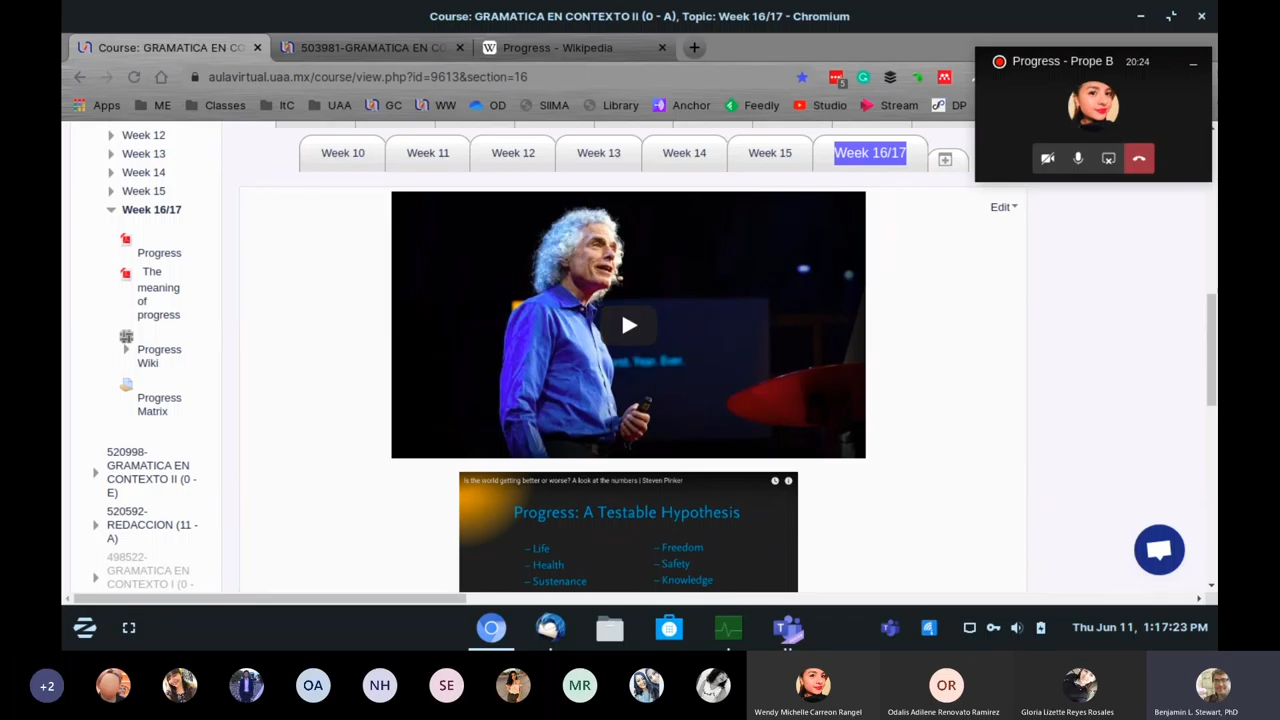 Course: GRAMATICA EN CONTEXTO II (0 - A), Topic: Week 16/17 - Chromium
Course: GRAMATICA EN CO
503981-GRAMATICA EN CO
Progress - Wikipedia
aulavirtual.uaa.mx/course/view.php?id=9613&section=16
5
Progress - Prope B
20:24
Apps
ME
Classes
ItC
UAA
GC
WW
OD
SIIMA
Library
Anchor
Feedly
Studio
Stream
DP
Week 12
Week 13
Week 14
Week 15
Week 16/17
Progress
The
meaning
of
progress
Progress
Wiki
Progress
Matrix
520998-
GRAMATICA EN
CONTEXTO II (0 -
E)
520592-
REDACCION (11 -
A)
498522-
GRAMATICA EN
CONTEXTO I (0 -
Week 10
Week 11
Week 12
Week 13
Week 14
Week 15
Week 16/17
Edit
Year. Ever.
Is the world getting better or worse? A look at the numbers | Steven Pinker
Progress: A Testable Hypothesis
– Life
– Health
– Sustenance
– Freedom
– Safety
– Knowledge
Thu Jun 11, 1:17:23 PM
+2
OA
NH
SE
MR
OR
Wendy Michelle Carreon Rangel
Odalis Adilene Renovato Ramirez
Gloria Lizette Reyes Rosales
Benjamin L. Stewart, PhD